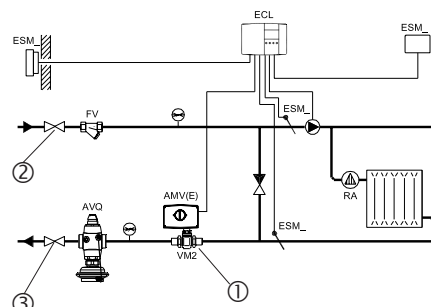 ECL
ESM_
ESM_
FV
ESM_
②
AMV(E)
RA
AVQ
ESM_
VM2
①
③